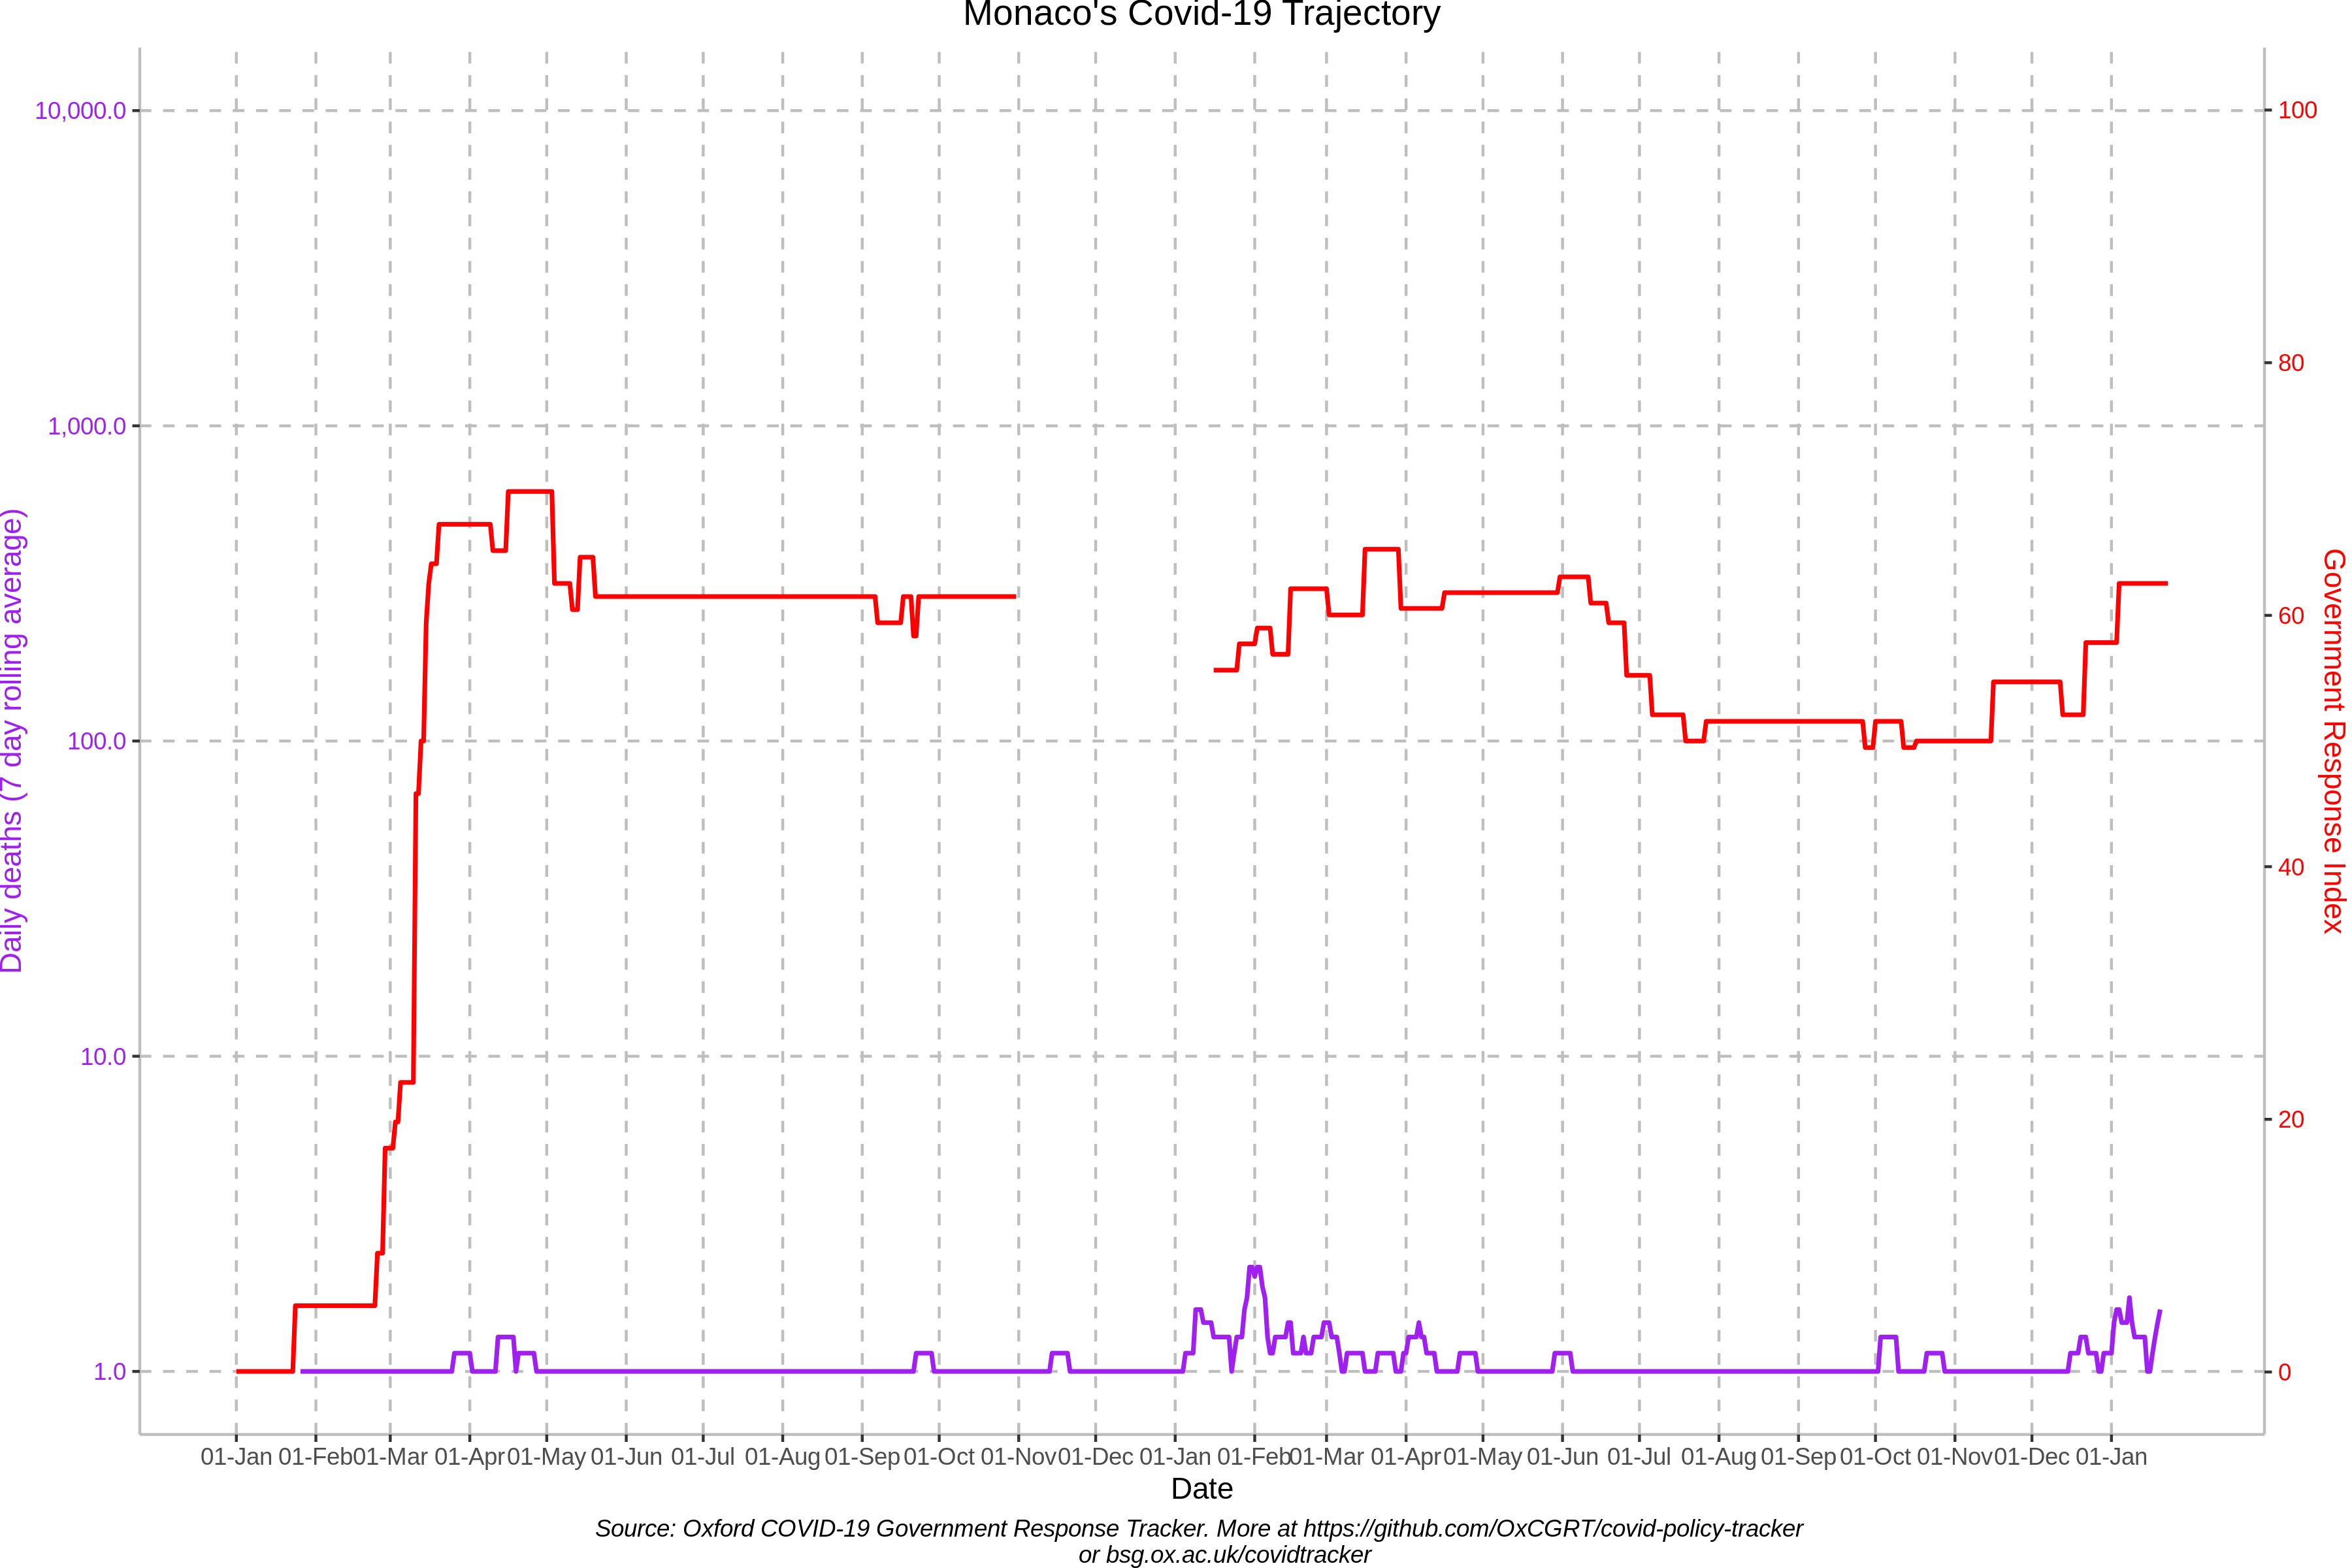 Monaco's Covid-19 Trajectory
10,000.0
1,000.0
100.0
10.0
1.0
Daily deaths (7 day rolling average)
100
80
60
40
20
0
Government Response Index
01-Jan 01-Feb 01-Mar 01-Apr 01-May 01-Jun 01-Jul 01-Aug 01-Sep 01-Oct 01-Nov 01-Dec 01-Jan 01-Feb 01-Mar 01-Apr 01-May 01-Jun 01-Jul 01-Aug 01-Sep 01-Oct 01-Nov 01-Dec 01-Jan
Date
Source: Oxford COVID-19 Government Response Tracker. More at https://github.com/OxCGRT/covid-policy-tracker
or bsg.ox.ac.uk/covidtracker